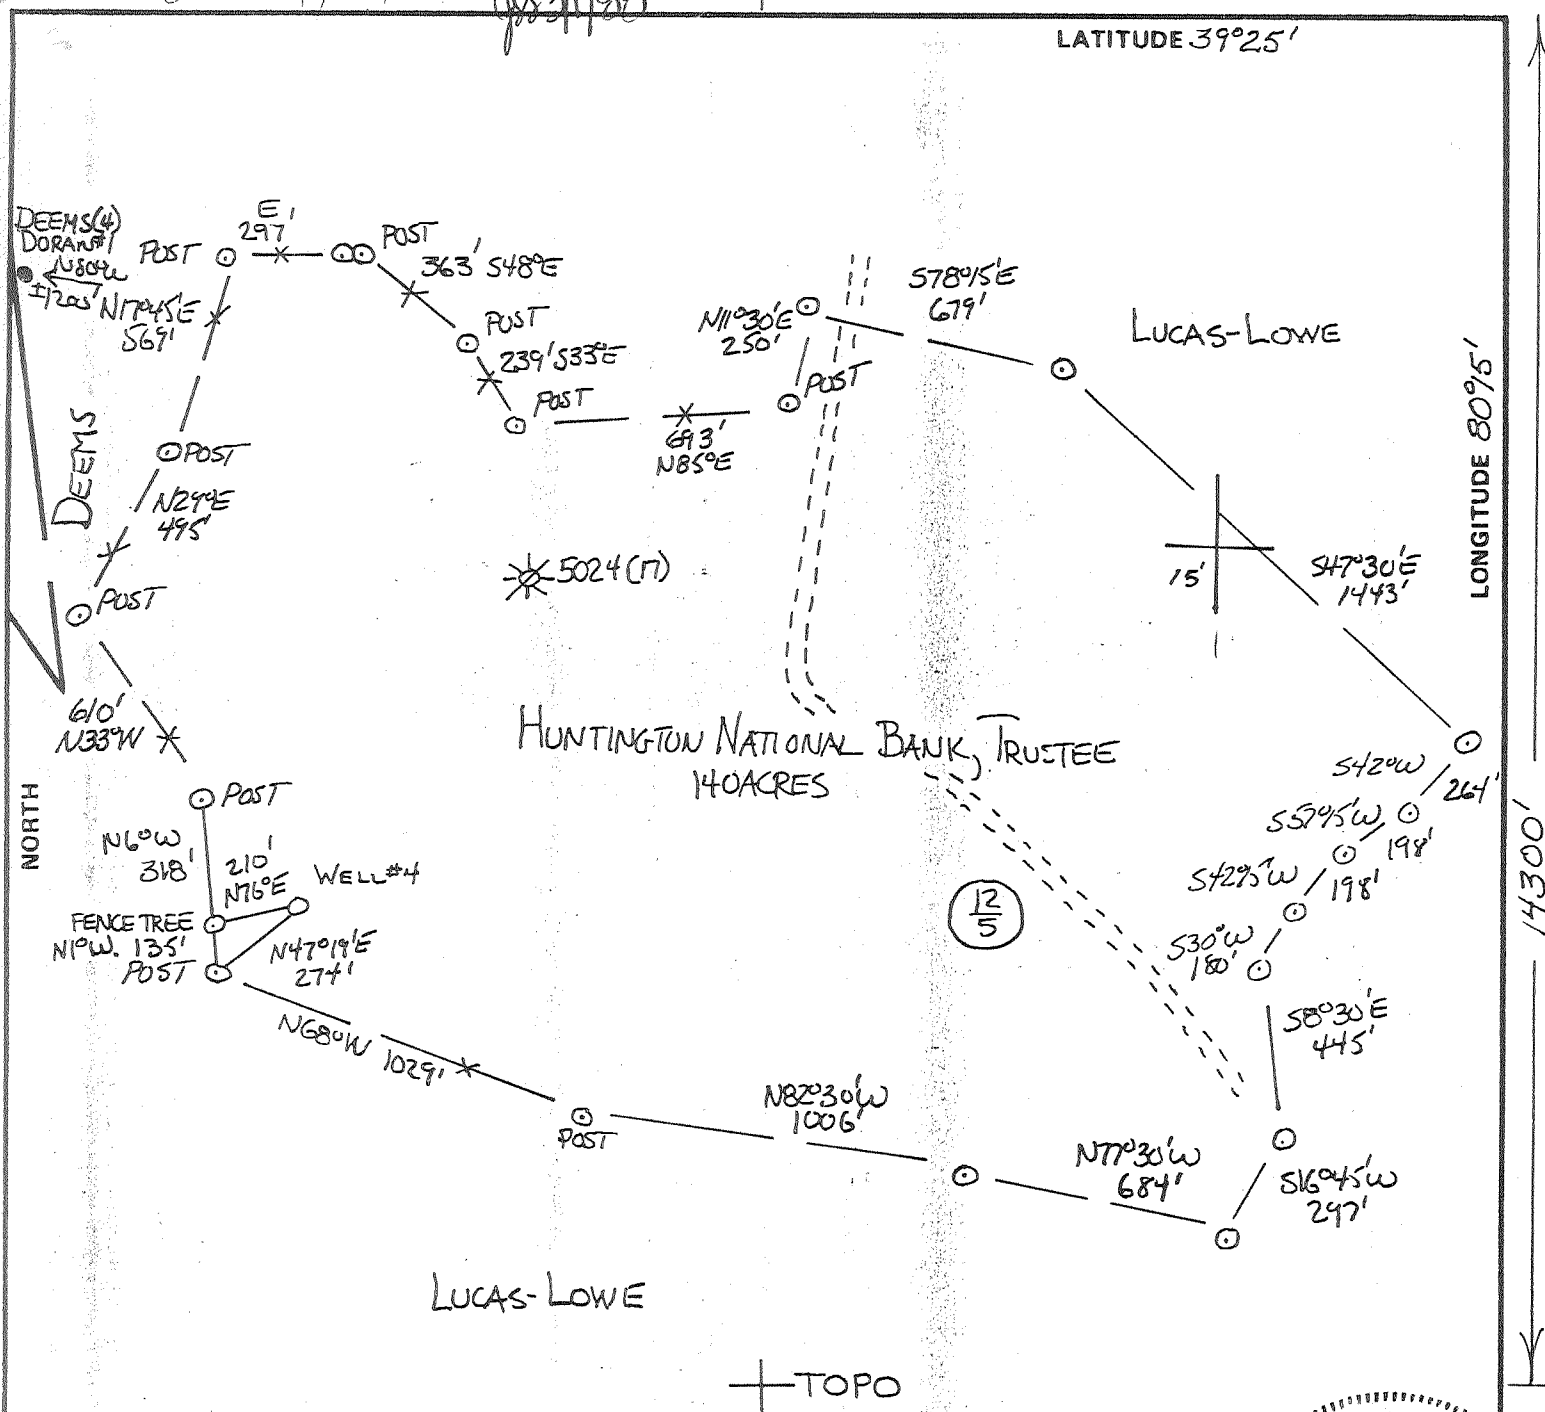 LATITUDE 39°25'
DEEMS(4)
DORAN#1
N80W
±1200'
POST
E
297'
POST
363' S48°E
N17°45'E
569'
POST
239' S33°E
POST
N11°30'E
250'
POST
S78°15'E
679'
LUCAS-LOWE
693'
N85°E
LONGITUDE 80°15'
DEEMS
POST
N29°E
495'
5024(17)
15'
S47°30'E
1443'
POST
610'
N33°W
HUNTINGTON NATIONAL BANK, TRUSTEE
140 ACRES
NORTH
POST
N6°W
318'
210'
N76°E
WELL #4
FENCE TREE
N1°W. 135'
POST
N47°19'E
274'
12
5
S42°W
264'
S57°15'W
198'
S42°15'W
198'
S30°W
180'
S8°30'E
445'
14300'
N68°W 1029'
POST
N82°30'W
1006'
N77°30'W
684'
S16°45'W
297'
LUCAS-LOWE
TOPO